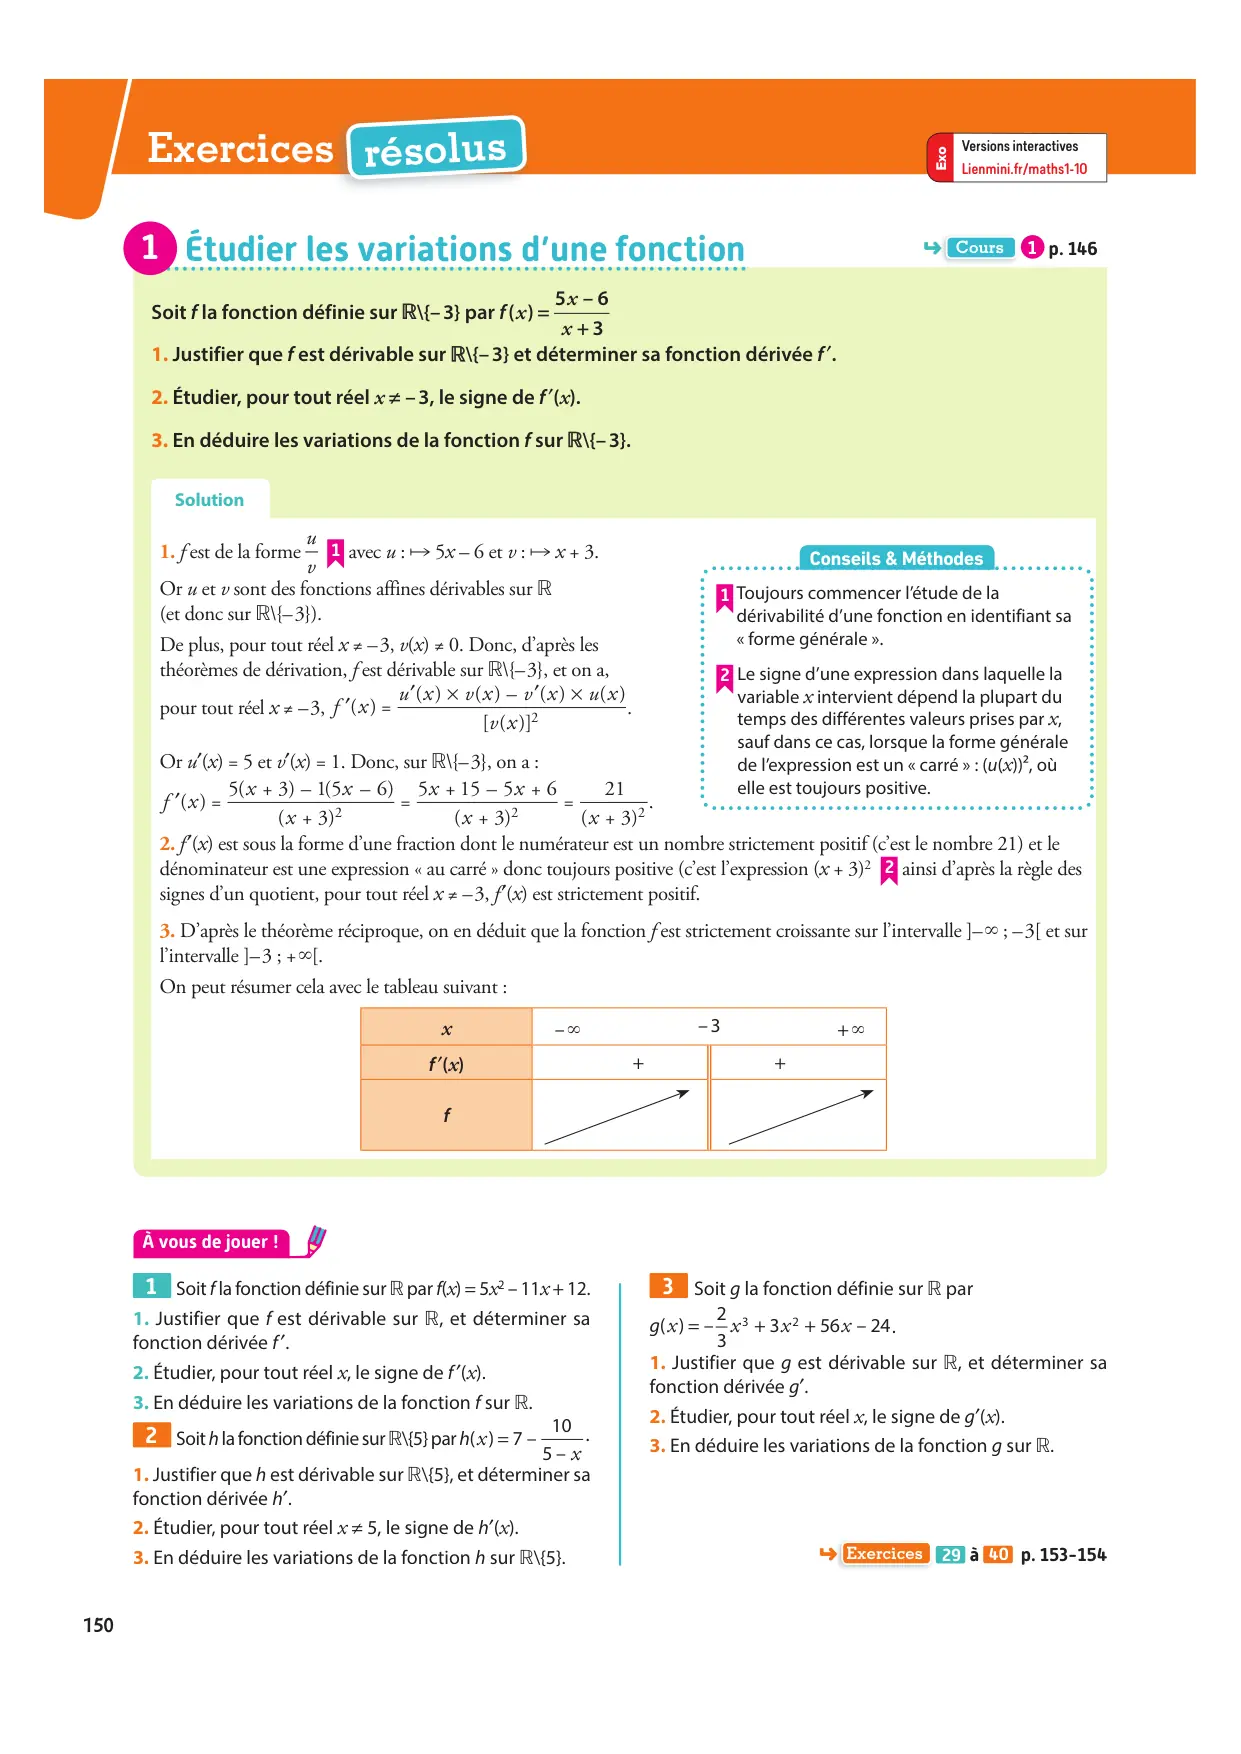 Exercices résolus
Exo
Versions interactives
Lienmini.fr/maths1-10
1 Étudier les variations d’une fonction
↪ Cours 1 p. 146
Soit f la fonction définie sur ℝ\{– 3} par f(x) = (5x – 6)/(x + 3)
1. Justifier que f est dérivable sur ℝ\{– 3} et déterminer sa fonction dérivée f′.
2. Étudier, pour tout réel x ≠ – 3, le signe de f′(x).
3. En déduire les variations de la fonction f sur ℝ\{– 3}.
Solution
1. f est de la forme u/v 1 avec u : ↦ 5x – 6 et v : ↦ x + 3.
Or u et v sont des fonctions affines dérivables sur ℝ
(et donc sur ℝ\{–3}).
De plus, pour tout réel x ≠ –3, v(x) ≠ 0. Donc, d’après les
théorèmes de dérivation, f est dérivable sur ℝ\{–3}, et on a,
pour tout réel x ≠ –3, f′(x) = (u′(x) × v(x) – v′(x) × u(x))/[v(x)]².
Or u′(x) = 5 et v′(x) = 1. Donc, sur ℝ\{–3}, on a :
f′(x) = (5(x + 3) – 1(5x – 6))/(x + 3)² = (5x + 15 – 5x + 6)/(x + 3)² = 21/(x + 3)².
Conseils & Méthodes
1 Toujours commencer l’étude de la
dérivabilité d’une fonction en identifiant sa
« forme générale ».
2 Le signe d’une expression dans laquelle la
variable x intervient dépend la plupart du
temps des différentes valeurs prises par x,
sauf dans ce cas, lorsque la forme générale
de l’expression est un « carré » : (u(x))², où
elle est toujours positive.
2. f′(x) est sous la forme d’une fraction dont le numérateur est un nombre strictement positif (c’est le nombre 21) et le
dénominateur est une expression « au carré » donc toujours positive (c’est l’expression (x + 3)² 2 ainsi d’après la règle des
signes d’un quotient, pour tout réel x ≠ –3, f′(x) est strictement positif.
3. D’après le théorème réciproque, on en déduit que la fonction f est strictement croissante sur l’intervalle ]–∞ ; –3[ et sur
l’intervalle ]–3 ; +∞[.
On peut résumer cela avec le tableau suivant :
x –∞ –3 +∞
f′(x) + +
f
À vous de jouer !
1 Soit f la fonction définie sur ℝ par f(x) = 5x² – 11x + 12.
1. Justifier que f est dérivable sur ℝ, et déterminer sa
fonction dérivée f′.
2. Étudier, pour tout réel x, le signe de f′(x).
3. En déduire les variations de la fonction f sur ℝ.
2 Soit h la fonction définie sur ℝ\{5} par h(x) = 7 – 10/(5 – x).
1. Justifier que h est dérivable sur ℝ\{5}, et déterminer sa
fonction dérivée h′.
2. Étudier, pour tout réel x ≠ 5, le signe de h′(x).
3. En déduire les variations de la fonction h sur ℝ\{5}.
3 Soit g la fonction définie sur ℝ par
g(x) = –2/3 x³ + 3x² + 56x – 24.
1. Justifier que g est dérivable sur ℝ, et déterminer sa
fonction dérivée g′.
2. Étudier, pour tout réel x, le signe de g′(x).
3. En déduire les variations de la fonction g sur ℝ.
↪ Exercices 29 à 40 p. 153-154
150